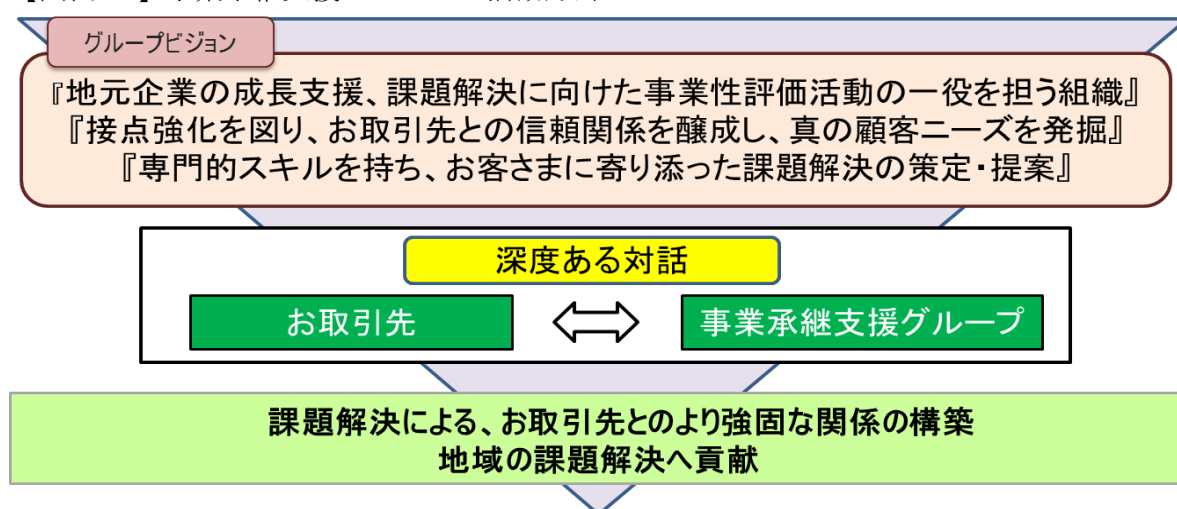 グループビジョン
『地元企業の成長支援、課題解決に向けた事業性評価活動の一役を担う組織』
『接点強化を図り、お取引先との信頼関係を醸成し、真の顧客ニーズを発掘』
『専門的スキルを持ち、お客さまに寄り添った課題解決の策定・提案』
深度ある対話
お取引先
事業承継支援グループ
課題解決による、お取引先とのより強固な関係の構築
地域の課題解決へ貢献